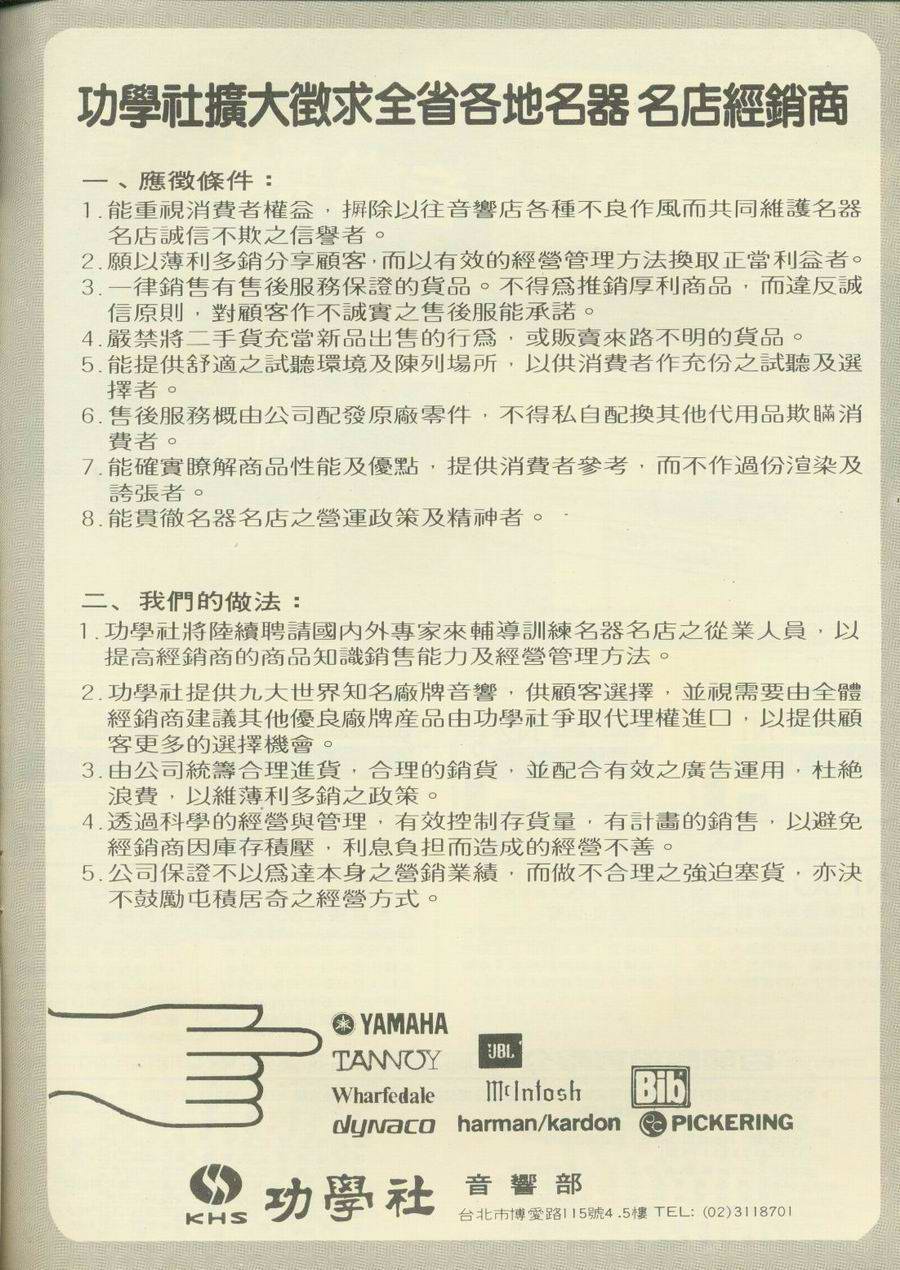 功學社擴大徵求全省各地名器 名店經銷商
一、應徵條件：
1.能重視消費者權益，摒除以往音響店各種不良作風而共同維護名器
名店誠信不欺之信譽者。
2.願以薄利多銷分享顧客，而以有效的經營管理方法換取正當利益者。
3.一律銷售有售後服務保證的貨品。不得爲推銷厚利商品，而違反誠
信原則，對顧客作不誠實之售後服能承諾。
4.嚴禁將二手貨充當新品出售的行爲，或販賣來路不明的貨品。
5.能提供舒適之試聽環境及陳列場所，以供消費者作充份之試聽及選
擇者。
6.售後服務概由公司配發原廠零件，不得私自配換其他代用品欺瞞消
費者。
7.能確實瞭解商品性能及優點，提供消費者參考，而不作過份渲染及
誇張者。
8.能貫徹名器名店之營運政策及精神者。
二、我們的做法：
1.功學社將陸續聘請國內外專家來輔導訓練名器名店之從業人員，以
提高經銷商的商品知識銷售能力及經營管理方法。
2.功學社提供九大世界知名廠牌音響，供顧客選擇，並視需要由全體
經銷商建議其他優良廠牌産品由功學社爭取代理權進口，以提供顧
客更多的選擇機會。
3.由公司統籌合理進貨，合理的銷貨，並配合有效之廣告運用，杜絶
浪費，以維薄利多銷之政策。
4.透過科學的經營與管理，有效控制存貨量，有計畫的銷售，以避免
經銷商因庫存積壓，利息負担而造成的經營不善。
5.公司保證不以爲達本身之營銷業績，而做不合理之強迫塞貨，亦決
不鼓勵屯積居奇之經營方式。
YAMAHA
TANNOY
JBL
Wharfedale
McIntosh
Bib
dynaco
harman/kardon
PICKERING
KHS
功學社
音響部
台北市博愛路115號4.5樓 TEL: (02)3118701